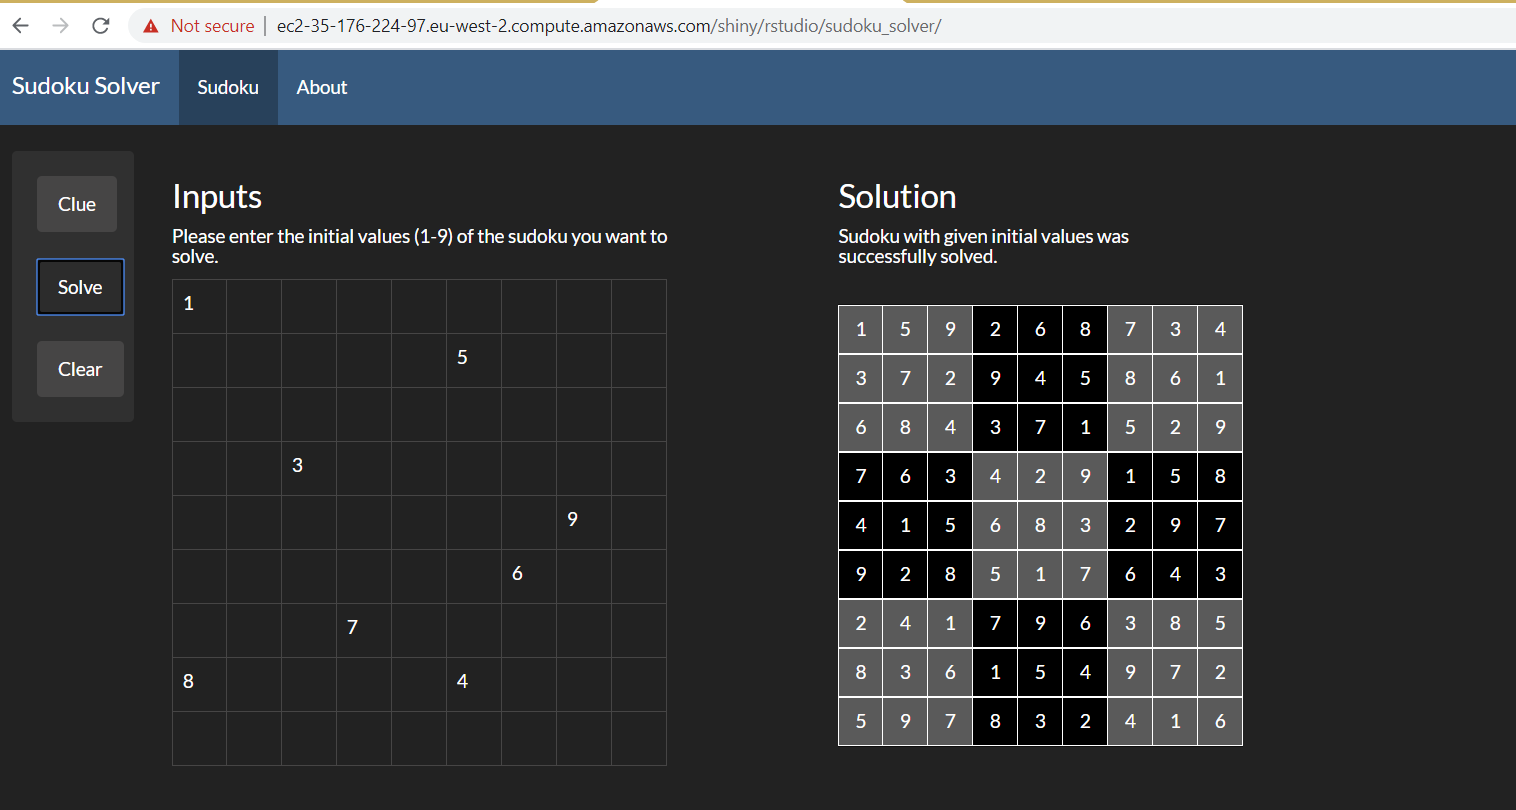 Not secure | ec2-35-176-224-97.eu-west-2.compute.amazonaws.com/shiny/rstudio/sudoku_solver/
Sudoku Solver Sudoku About
Clue
Solve
Clear
Inputs
Please enter the initial values (1-9) of the sudoku you want to
solve.
1
5
3
9
6
7
8 4
Solution
Sudoku with given initial values was
successfully solved.
1 5 9 2 6 8 7 3 4
3 7 2 9 4 5 8 6 1
6 8 4 3 7 1 5 2 9
7 6 3 4 2 9 1 5 8
4 1 5 6 8 3 2 9 7
9 2 8 5 1 7 6 4 3
2 4 1 7 9 6 3 8 5
8 3 6 1 5 4 9 7 2
5 9 7 8 3 2 4 1 6